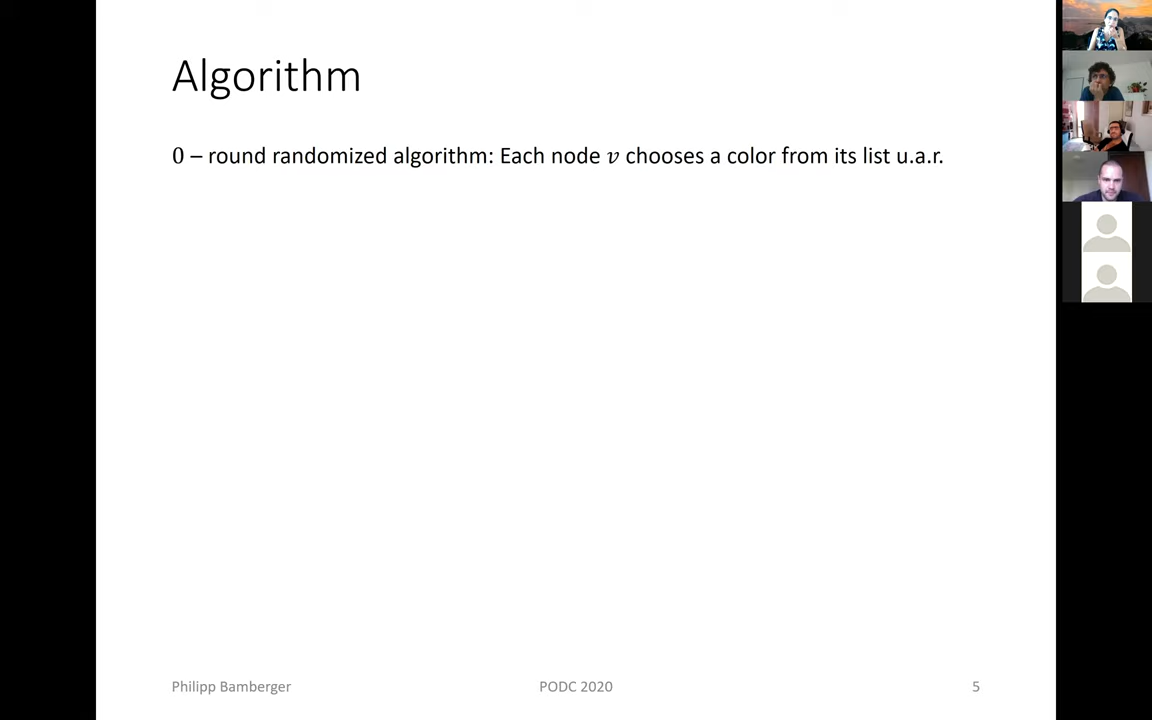 Algorithm
0 – round randomized algorithm: Each node 𝑣 chooses a color from its list u.a.r.
Philipp Bamberger
PODC 2020
5